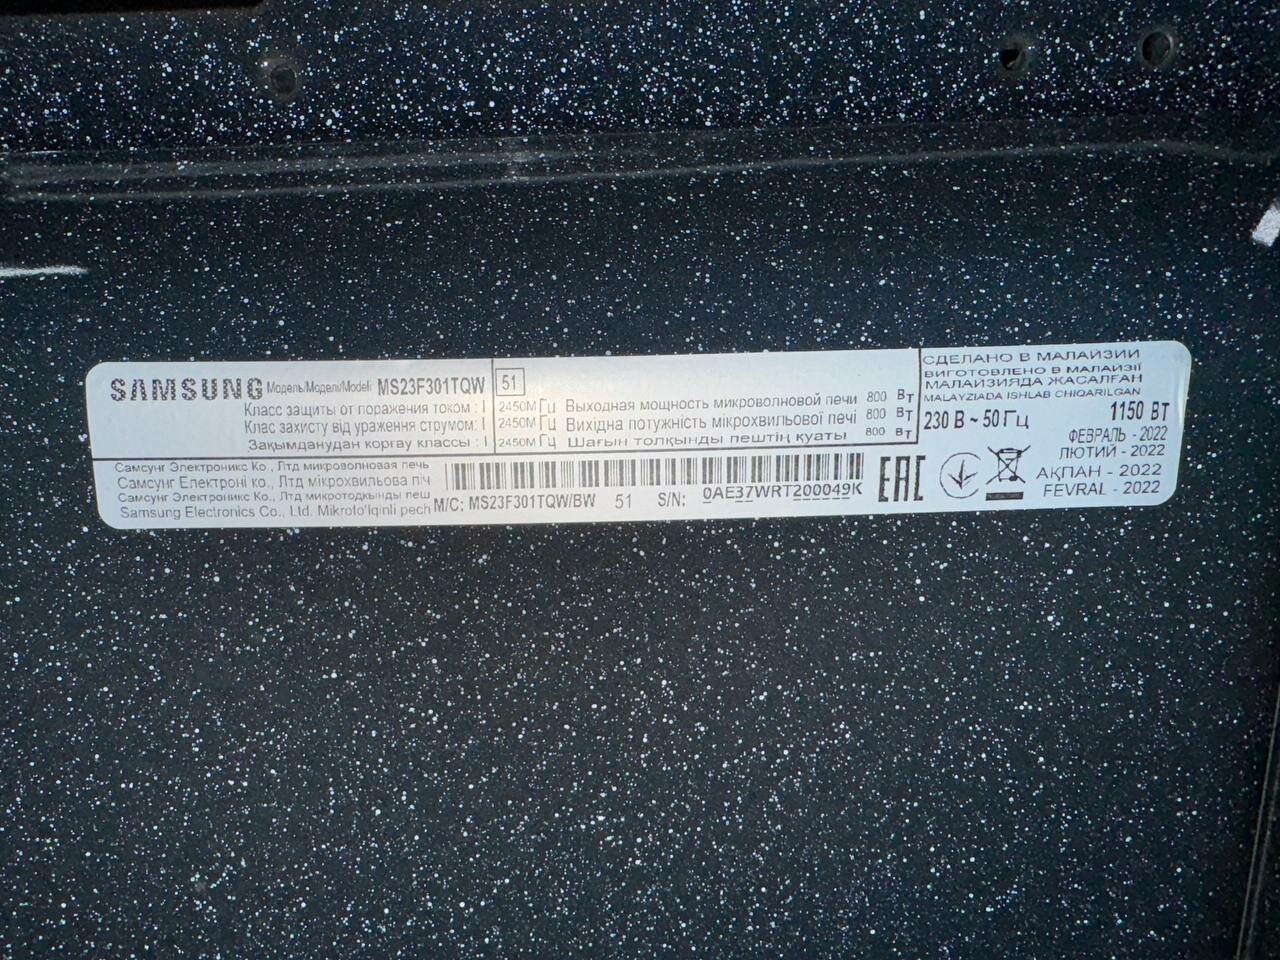 SAMSUNG Модель/Моделі/Modeli MS23F301TQW 51
Класс защиты от поражения током : I
Клас захисту від ураження струмом: I
Зақымданудан қорғау классы : I
2450МГц Выходная мощность микроволновой печи 800 Вт
2450МГц Вихідна потужність мікрохвильової печі 800 Вт
2450МГц Шағын толқынды пештің қуаты 800 Вт
СДЕЛАНО В МАЛАЙЗИИ
ВИГОТОВЛЕНО В МАЛАЙЗІЇ
МАЛАЙЗИЯДА ЖАСАЛҒАН
MALAYZIADA ISHLAB CHIQARILGAN
230 В ~ 50 Гц 1150 ВТ
Самсунг Электроникс Ко , Лтд микроволновая печь
Самсунг Електроні ко., Лтд мікрохвильова піч
Самсунг Электроникс Ко., Лтд микротодкынды пеш
Samsung Electronics Co., Ltd. Mikroto'lqinli pech
M/C: MS23F301TQW/BW 51 S/N: 0AE37WRT200049K
EAC
ФЕВРАЛЬ - 2022
ЛЮТИЙ - 2022
АҚПАН - 2022
FEVRAL - 2022